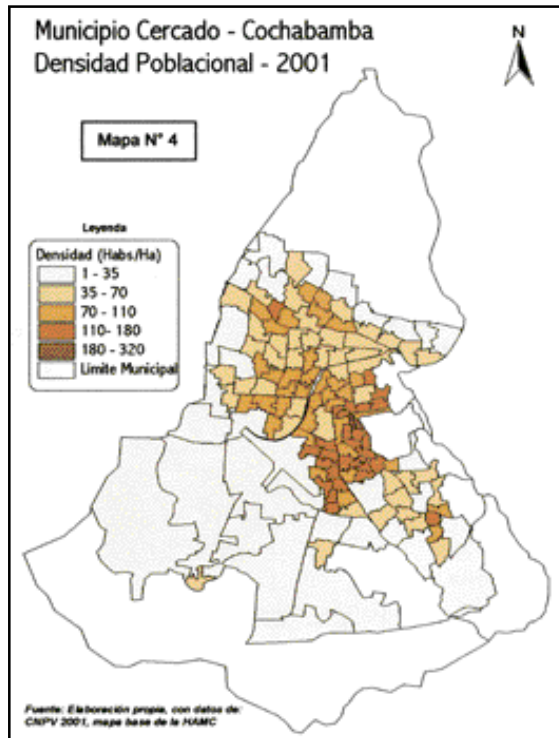 Municipio Cercado - Cochabamba
Densidad Poblacional - 2001
N
Mapa N° 4
Leyenda
Densidad (Habs/Ha)
1 - 35
35 - 70
70 - 110
110- 180
180 - 320
Limite Municipal
Fuente: Elaboración propia, con datos de:
CNPV 2001, mapa base de la HAMC